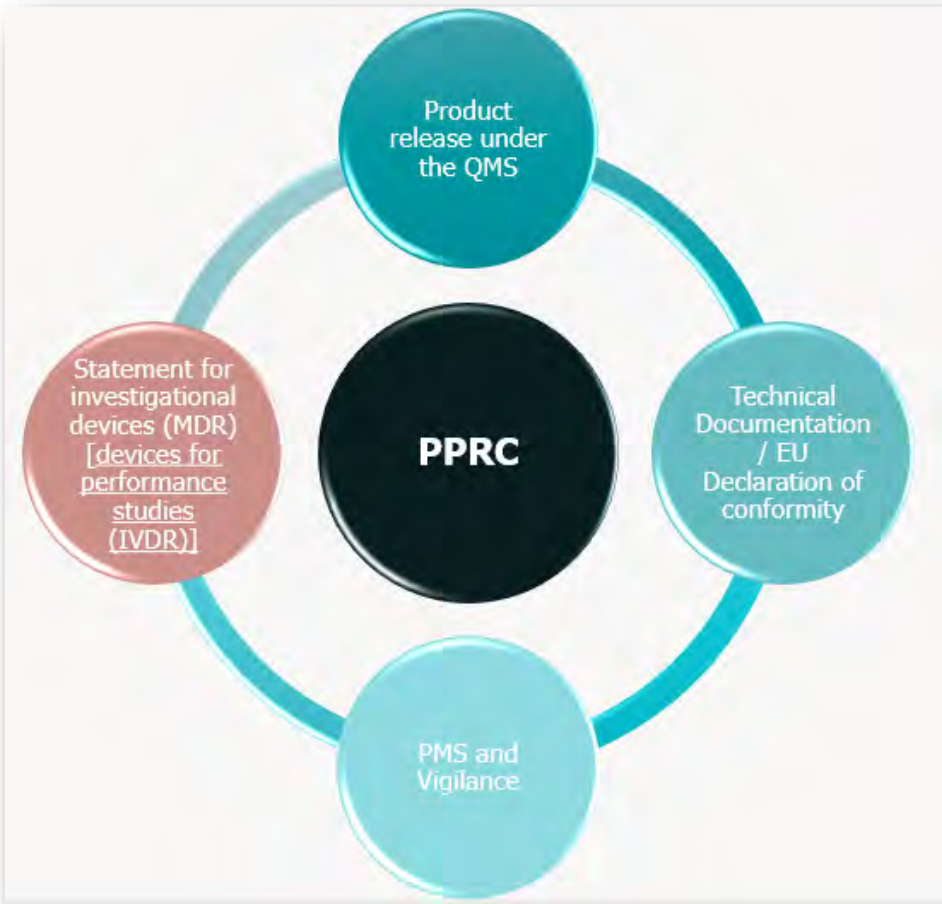 Product
release under
the QMS
Statement for
investigational
devices (MDR)
[devices for
performance
studies
(IVDR)]
PPRC
Technical
Documentation
/ EU
Declaration of
conformity
PMS and
Vigilance